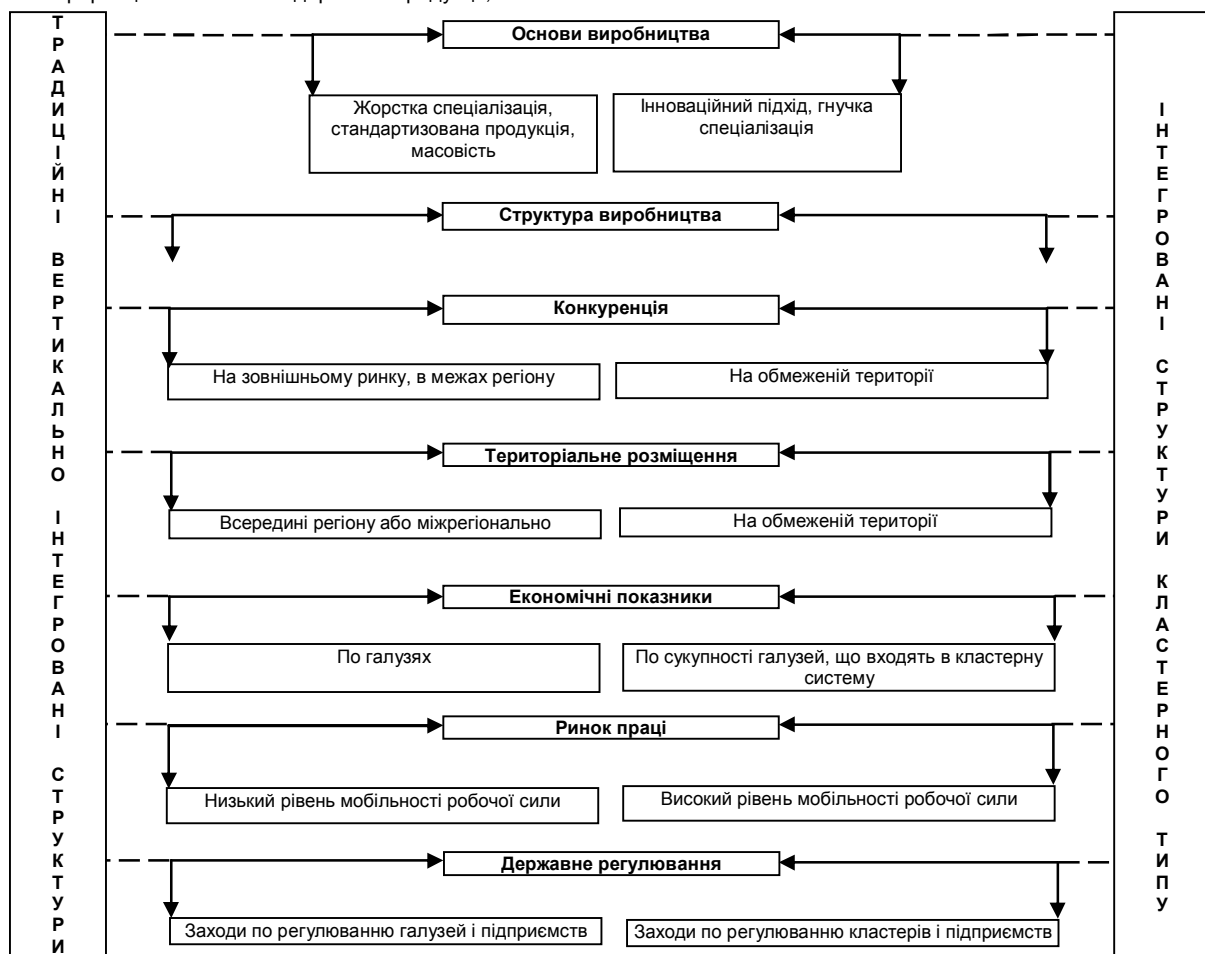 ТРАДИЦІЙНІ ВЕРТИКАЛЬНО ІНТЕГРОВАНІ СТРУКТУРИ
Основи виробництва
Жорстка спеціалізація,
стандартизована продукція,
масовість
Інноваційний підхід, гнучка
спеціалізація
Структура виробництва
Конкуренція
На зовнішньому ринку, в межах регіону
На обмеженій території
Територіальне розміщення
Всередині регіону або міжрегіонально
На обмеженій території
Економічні показники
По галузях
По сукупності галузей, що входять в кластерну
систему
Ринок праці
Низький рівень мобільності робочої сили
Високий рівень мобільності робочої сили
Державне регулювання
Заходи по регулюванню галузей і підприємств
Заходи по регулюванню кластерів і підприємств
ІНТЕГРОВАНІ СТРУКТУРИ КЛАСТЕРНОГО ТИПУ